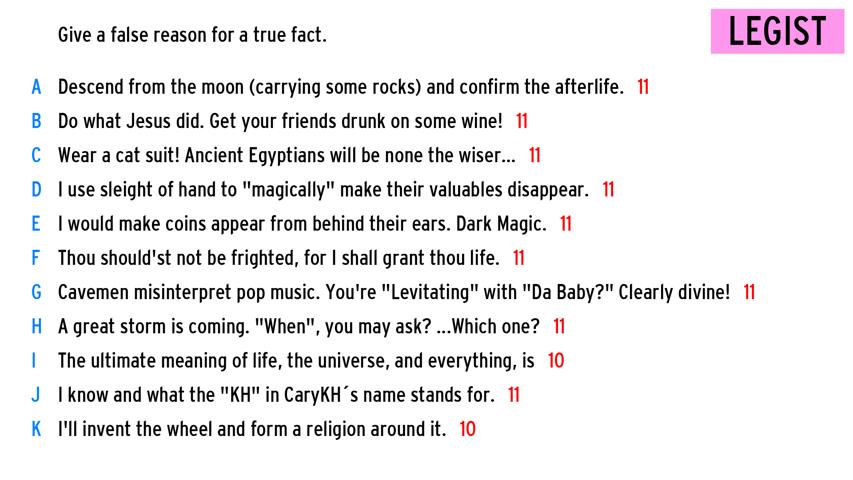 Give a false reason for a true fact.
LEGIST
A Descend from the moon (carrying some rocks) and confirm the afterlife. 11
B Do what Jesus did. Get your friends drunk on some wine! 11
C Wear a cat suit! Ancient Egyptians will be none the wiser... 11
D I use sleight of hand to "magically" make their valuables disappear. 11
E I would make coins appear from behind their ears. Dark Magic. 11
F Thou should'st not be frighted, for I shall grant thou life. 11
G Cavemen misinterpret pop music. You're "Levitating" with "Da Baby?" Clearly divine! 11
H A great storm is coming. "When", you may ask? ...Which one? 11
I The ultimate meaning of life, the universe, and everything, is 10
J I know and what the "KH" in CaryKH´s name stands for. 11
K I'll invent the wheel and form a religion around it. 10